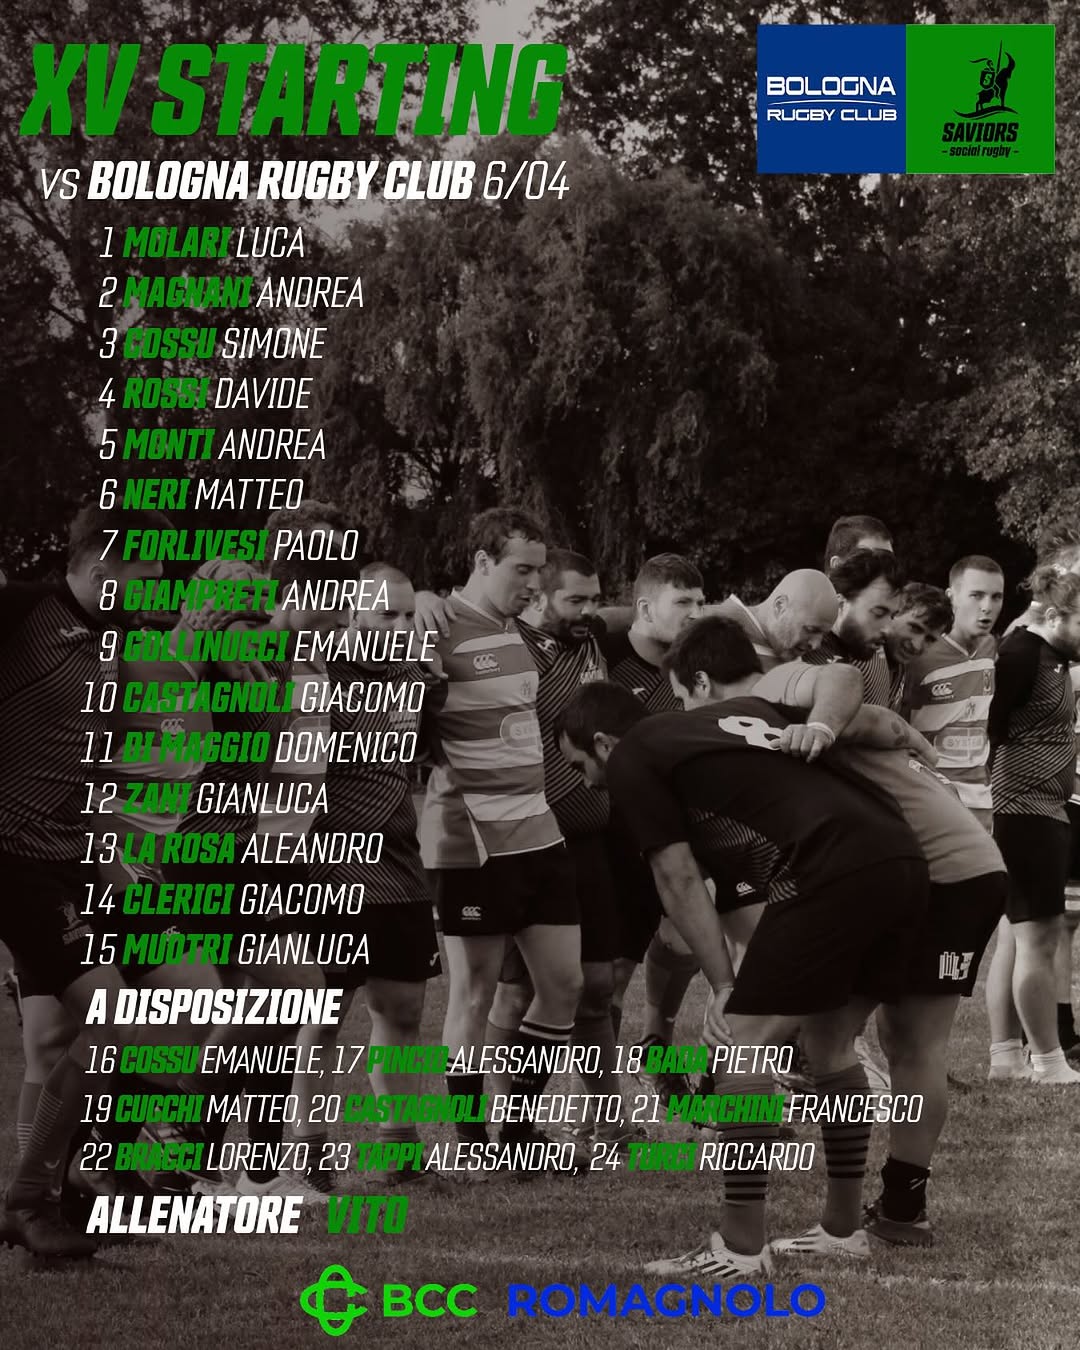 XV STARTING
VS BOLOGNA RUGBY CLUB 6/04
BOLOGNA
RUGBY CLUB
SAVIORS
- social rugby -
1 MOLARI LUCA
2 MAGNANI ANDREA
3 COSSU SIMONE
4 ROSSI DAVIDE
5 MONTI ANDREA
6 NERI MATTEO
7 FORLIVESI PAOLO
8 GIAMPRETI ANDREA
9 COLLINUCCI EMANUELE
10 CASTAGNOLI GIACOMO
11 DI MAGGIO DOMENICO
12 ZANI GIANLUCA
13 LA ROSA ALEANDRO
14 CLERICI GIACOMO
15 MUOTRI GIANLUCA
A DISPOSIZIONE
16 COSSU EMANUELE, 17 PINCIO ALESSANDRO, 18 BADA PIETRO
19 CUCCHI MATTEO, 20 CASTAGNOLI BENEDETTO, 21 MARCHINI FRANCESCO
22 BRACCI LORENZO, 23 TAPPI ALESSANDRO, 24 TURCI RICCARDO
ALLENATORE VITO
BCC ROMAGNOLO